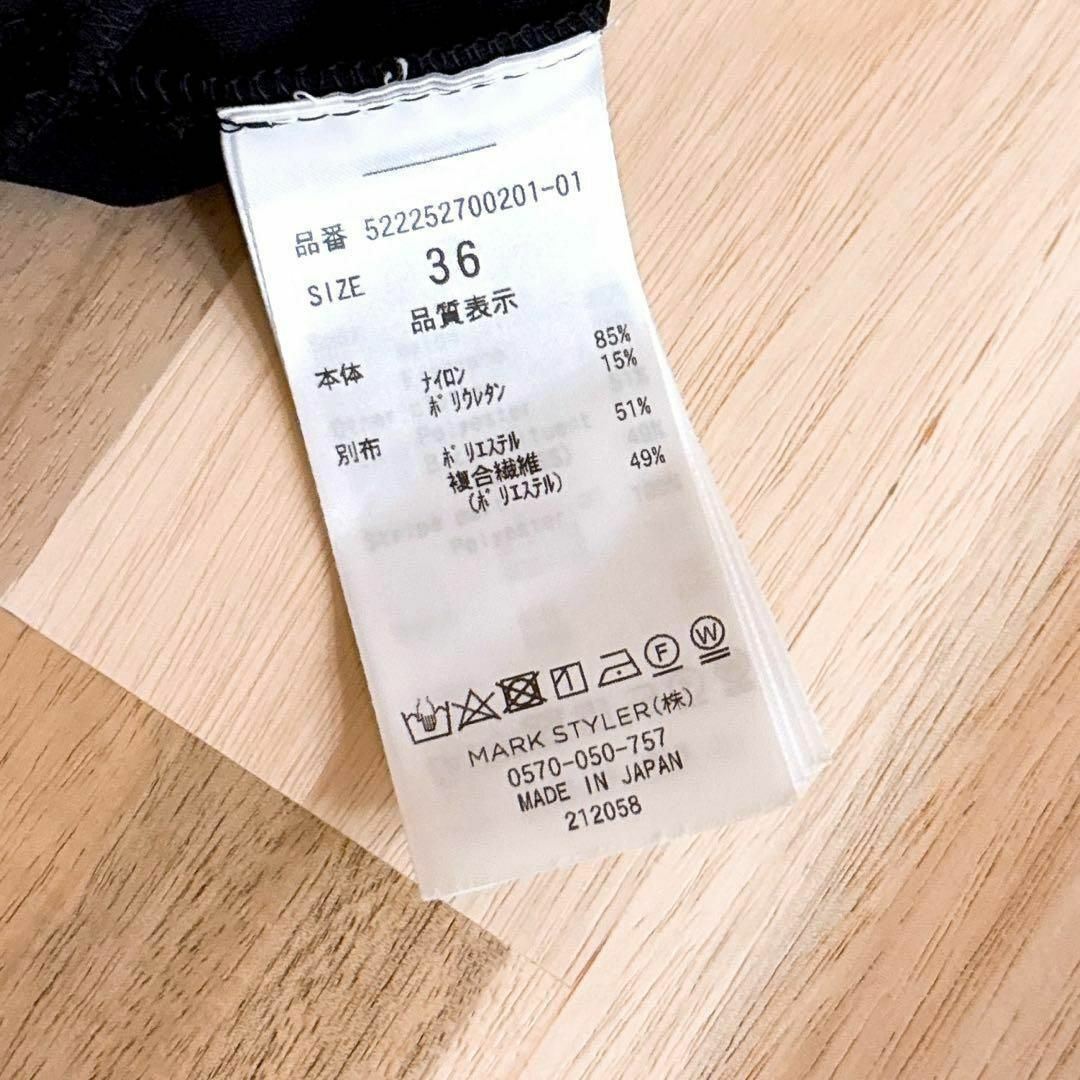 品番 522252700201-01
SIZE 36
品質表示
本体 ナイロン 85%
ポリウレタン 15%
別布 ポリエステル 51%
複合繊維 49%
(ポリエステル)
F W
MARK STYLER(株)
0570-050-757
MADE IN JAPAN
212058